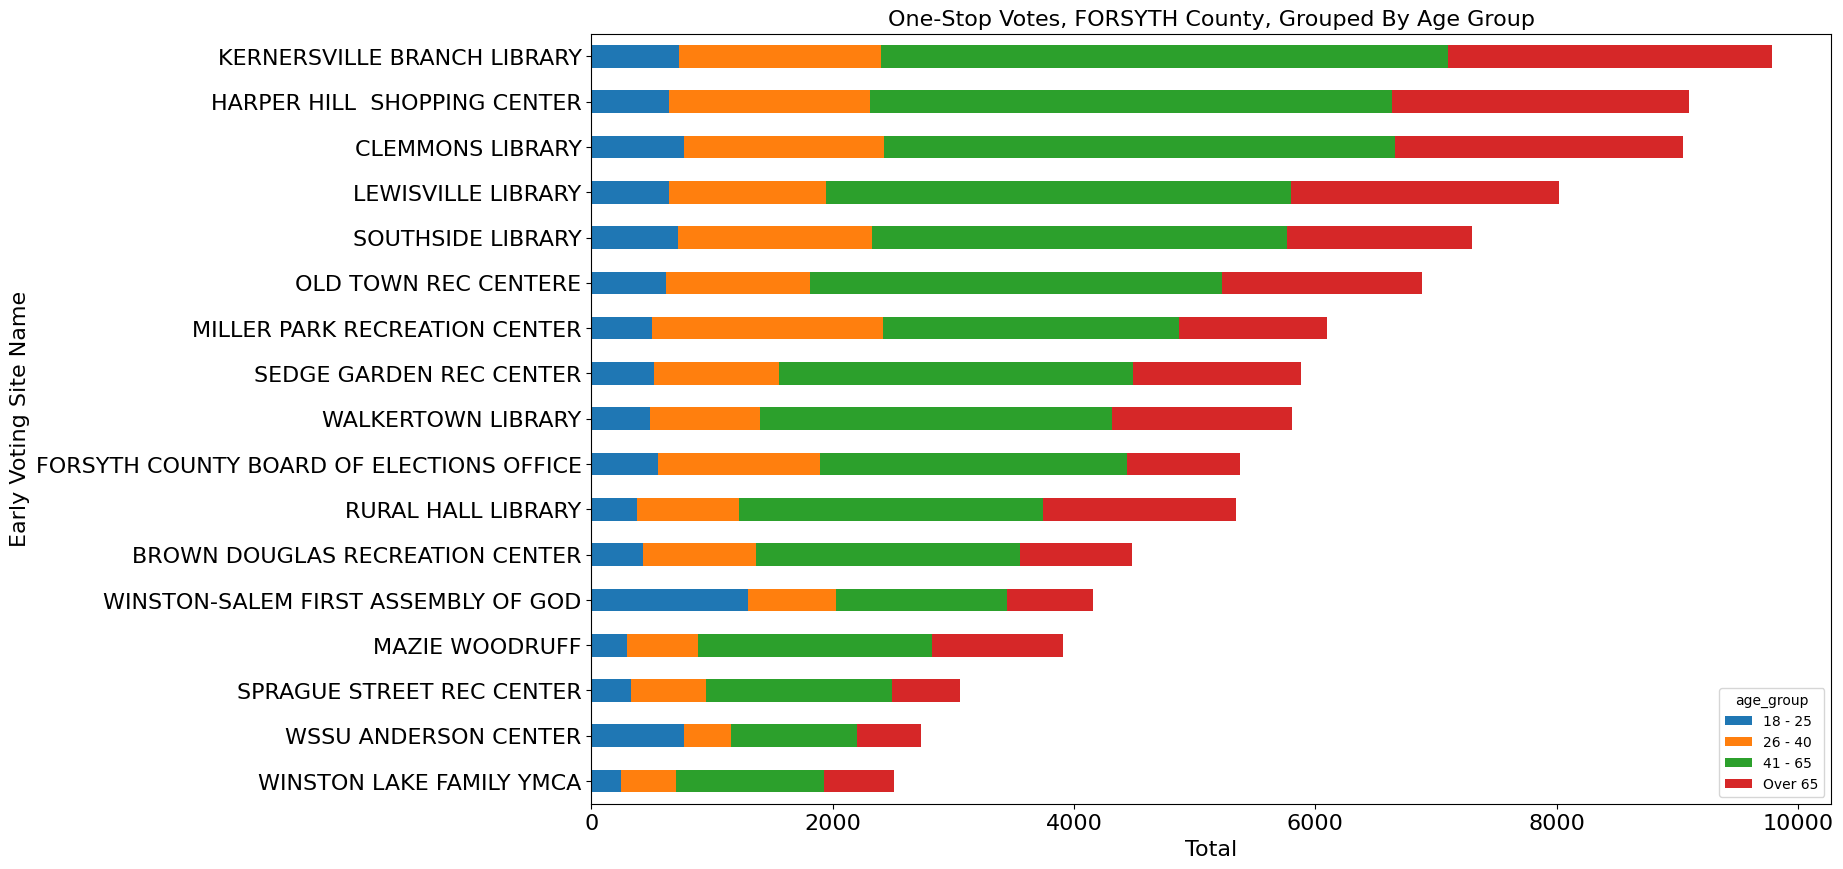 One-Stop Votes, FORSYTH County, Grouped By Age Group
Early Voting Site Name
KERNERSVILLE BRANCH LIBRARY
HARPER HILL  SHOPPING CENTER
CLEMMONS LIBRARY
LEWISVILLE LIBRARY
SOUTHSIDE LIBRARY
OLD TOWN REC CENTERE
MILLER PARK RECREATION CENTER
SEDGE GARDEN REC CENTER
WALKERTOWN LIBRARY
FORSYTH COUNTY BOARD OF ELECTIONS OFFICE
RURAL HALL LIBRARY
BROWN DOUGLAS RECREATION CENTER
WINSTON-SALEM FIRST ASSEMBLY OF GOD
MAZIE WOODRUFF
SPRAGUE STREET REC CENTER
WSSU ANDERSON CENTER
WINSTON LAKE FAMILY YMCA
age_group
18 - 25
26 - 40
41 - 65
Over 65
0 2000 4000 6000 8000 10000
Total